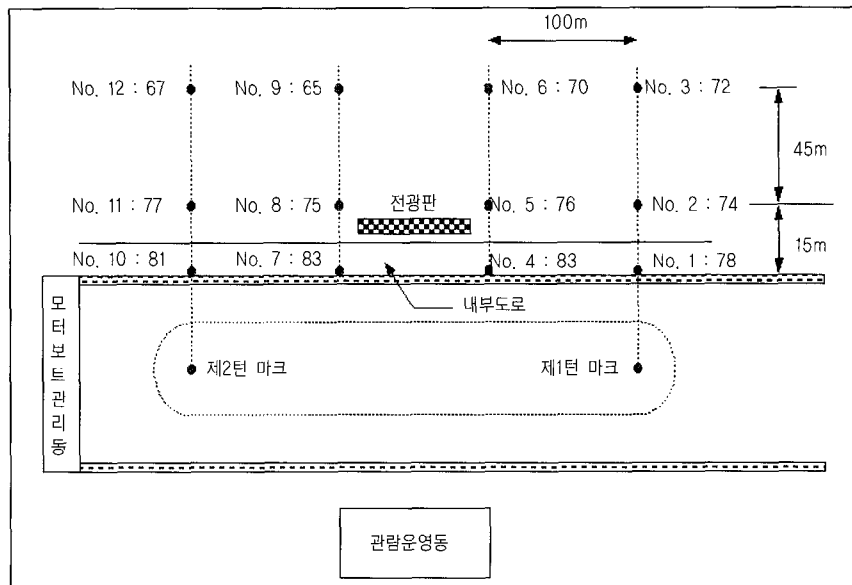 100m
No. 12 : 67
No. 9 : 65
No. 6 : 70
No. 3 : 72
45m
전광판
No. 11 : 77
No. 8 : 75
No. 5 : 76
No. 2 : 74
15m
No. 10 : 81
No. 7 : 83
No. 4 : 83
No. 1 : 78
내부도로
모터보트관리동
제2턴 마크
제1턴 마크
관람운영동